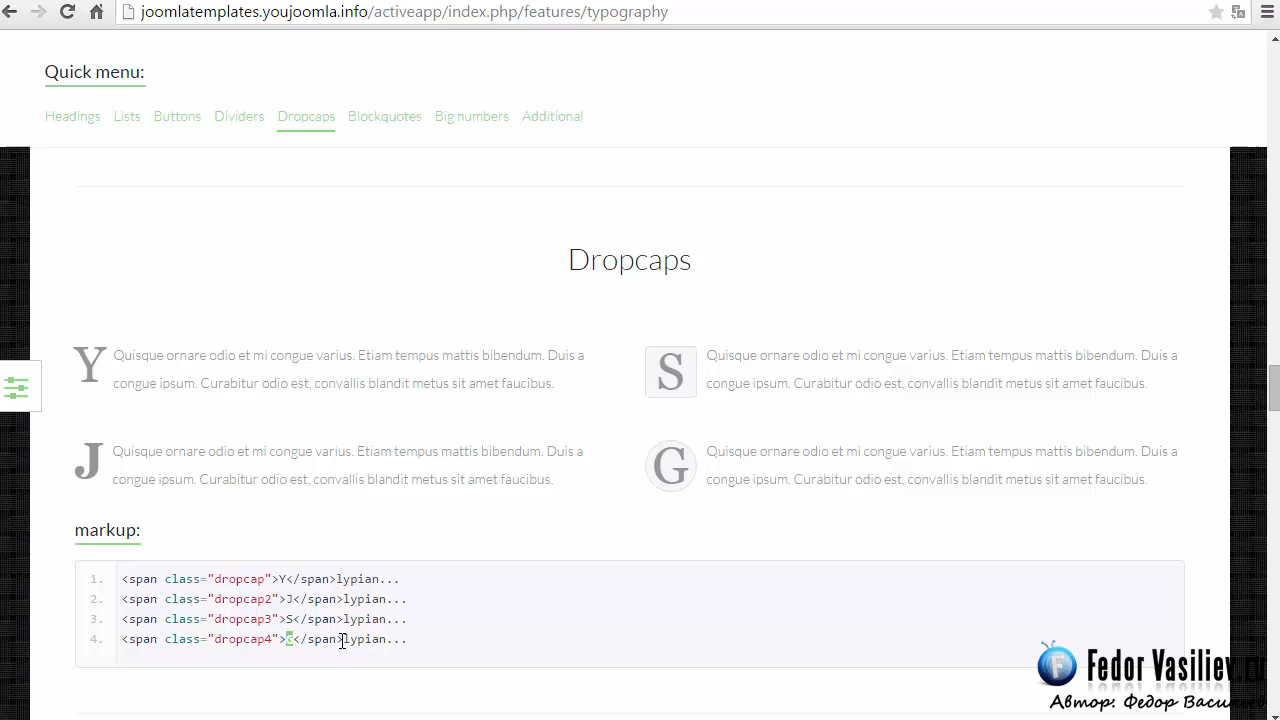 joomlatemplates.youjoomla.info/activeapp/index.php/features/typography
Quick menu:
Headings Lists Buttons Dividers Dropcaps Blockquotes Big numbers Additional
Dropcaps
Y Quisque ornare odio et mi congue varius. Etiam tempus mattis bibendum. Duis a
congue ipsum. Curabitur odio est, convallis blandit metus sit amet faucibus.
S Quisque ornare odio et mi congue varius. Etiam tempus mattis bibendum. Duis a
congue ipsum. Curabitur odio est, convallis blandit metus sit amet faucibus.
J Quisque ornare odio et mi congue varius. Etiam tempus mattis bibendum. Duis a
congue ipsum. Curabitur odio est, convallis blandit metus sit amet faucibus.
G Quisque ornare odio et mi congue varius. Etiam tempus mattis bibendum. Duis a
congue ipsum. Curabitur odio est, convallis blandit metus sit amet faucibus.
markup:
1. <span class="dropcap">Y</span>lypian...
2. <span class="dropcap2">J</span>lypian...
3. <span class="dropcap3">S</span>lypian...
4. <span class="dropcap4">G</span>lypian...
Fedor Vasiliev
Автор: Федор